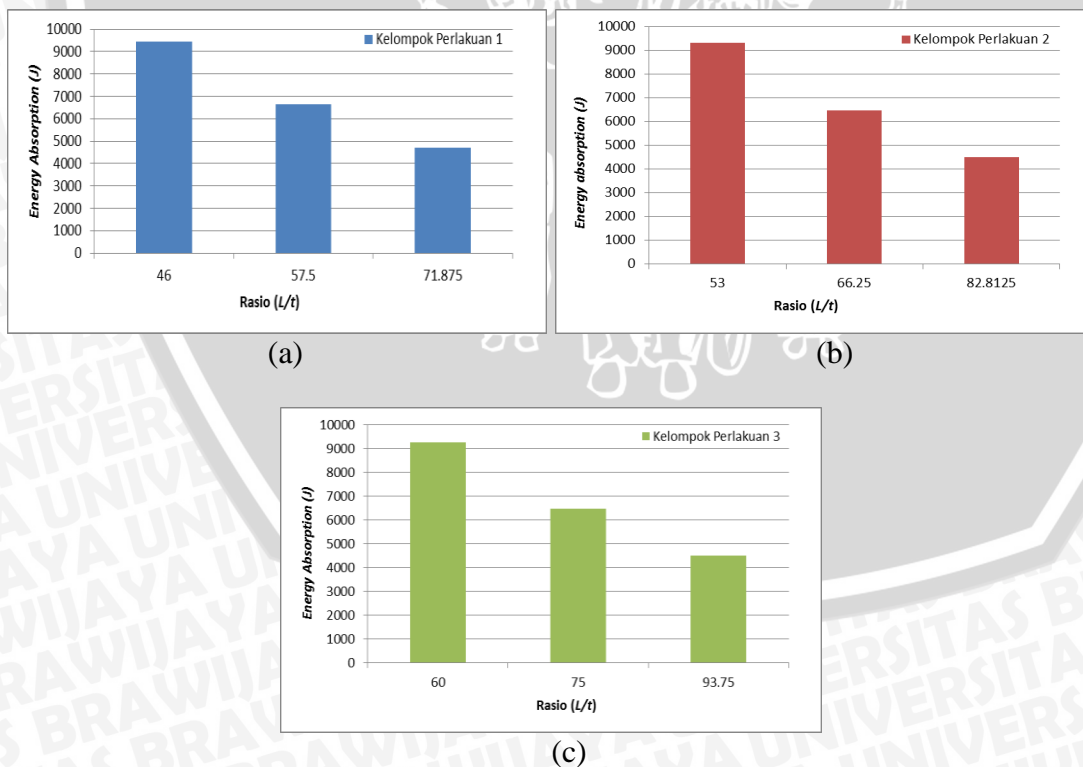 10000
9000
8000
7000
6000
5000
4000
3000
2000
1000
0
Energy Absorption (J)
Kelompok Perlakuan 1
46 57.5 71.875
Rasio (L/t)
(a)
10000
9000
8000
7000
6000
5000
4000
3000
2000
1000
0
Energy absorption (J)
Kelompok Perlakuan 2
53 66.25 82.8125
Rasio (L/t)
(b)
10000
9000
8000
7000
6000
5000
4000
3000
2000
1000
0
Energy Absorption (J)
Kelompok Perlakuan 3
60 75 93.75
Rasio (L/t)
(c)